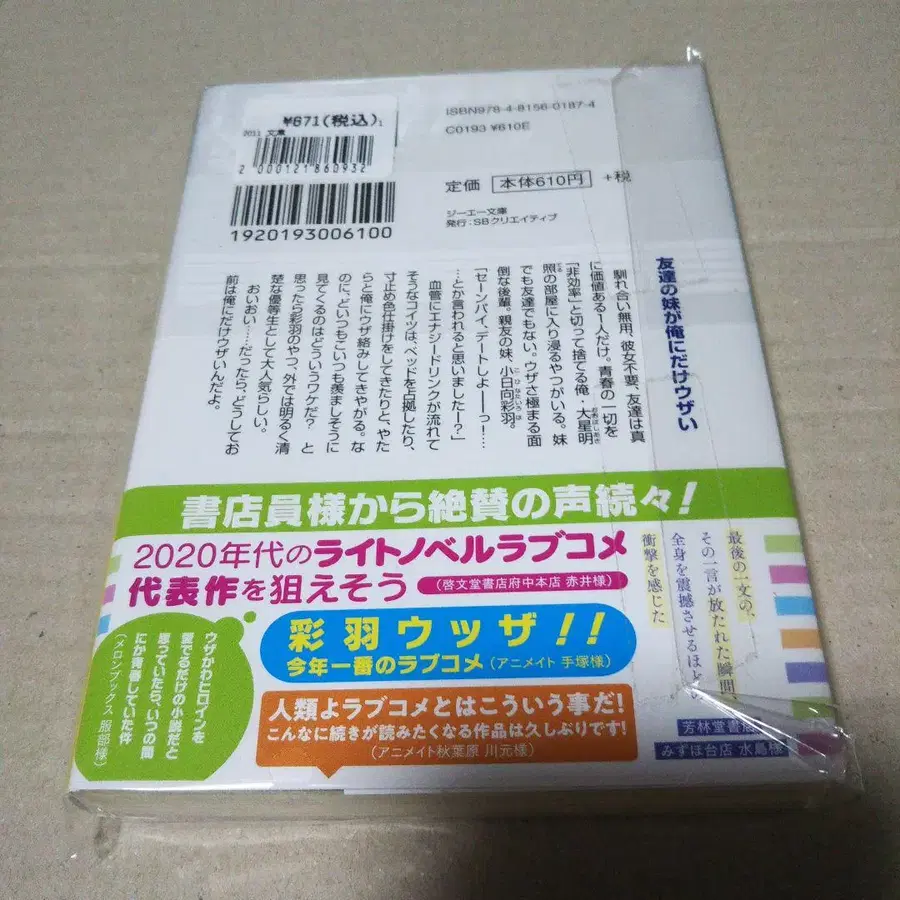 ¥671(税込)1
2011 文庫
2000121860932
1920193006100
ISBN978-4-8156-0187-4
C0193 ¥610E
定価 本体610円 +税
ジーエー文庫
発行:SBクリエイティブ
友達の妹が俺にだけウザい
馴れ合い無用、彼女不要、友達は真
に価値ある1人だけ。青春の一切を
「非効率」と切って捨てる俺・大星明
照の部屋に入り浸るやつがいる。妹
でも友達でもない。ウザさ極まる面
倒な後輩。親友の妹、小日向彩羽。
「セーンパイ、デートしよーーっ!……
…とか言われると思いましたー?」
血管にエナジードリンクが流れて
そうなコイツは、ベッドを占拠したり、
寸止め色仕掛けをしてきたりと、やた
らと俺にウザ絡みしてきやがる。な
のに、どいつもこいつも羨ましそうに
見てくるのはどういうワケだ? と
思ったら彩羽のやつ、外では明るく清
楚な優等生として大人気らしい。
おいおい……だったら、どうしてお
前は俺にだけウザいんだよ。
書店員様から絶賛の声続々!
2020年代のライトノベルラブコメ
代表作を狙えそう(啓文堂書店府中本店 赤井様)
彩羽ウッザ!!
今年一番のラブコメ(アニメイト 手塚様)
人類よラブコメとはこういう事だ!
こんなに続きが読みたくなる作品は久しぶりです!
(アニメイト秋葉原 川元様)
ウザかわヒロインを
愛でるだけの小説だと
思っていたら、いつの間
にか青春していた件
(メロンブックス 服部様)
最後の一文の、
その一言が放たれた瞬間、
全身を震撼させるほど
衝撃を感じた
芳林堂書店
みずほ台店 水島様